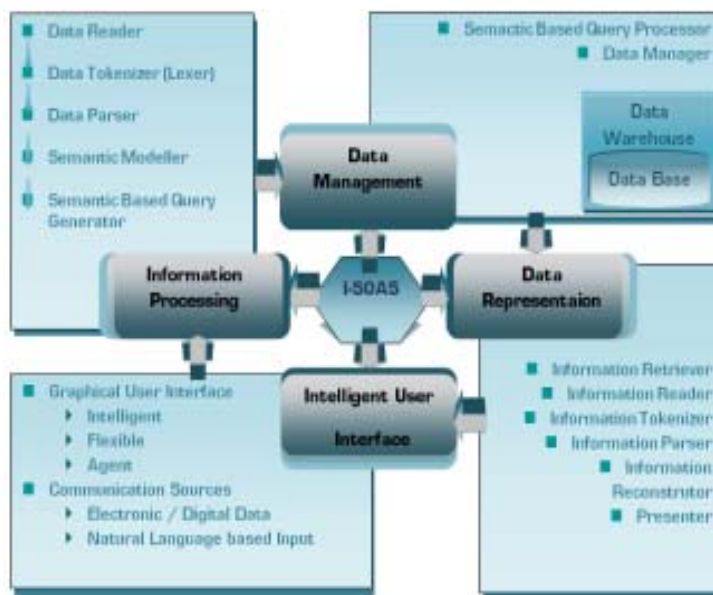 Data Reader
Data Tokenizer (Lexer)
Data Parser
Semantic Modeller
Semantic Based Query
Generator
Semactic Based Query Processor
Data Manager
Data
Warehouse
Data Base
Data
Management
Information
Processing
I-SOAS
Data
Representaion
Intelligent User
Interface
Graphical User Interface
Intelligent
Flexible
Agent
Communication Sources
Electronic / Digital Data
Natural Language based Input
Information Retriever
Information Reader
Information Tokenizer
Information Parser
Information
Reconstrutor
Presenter